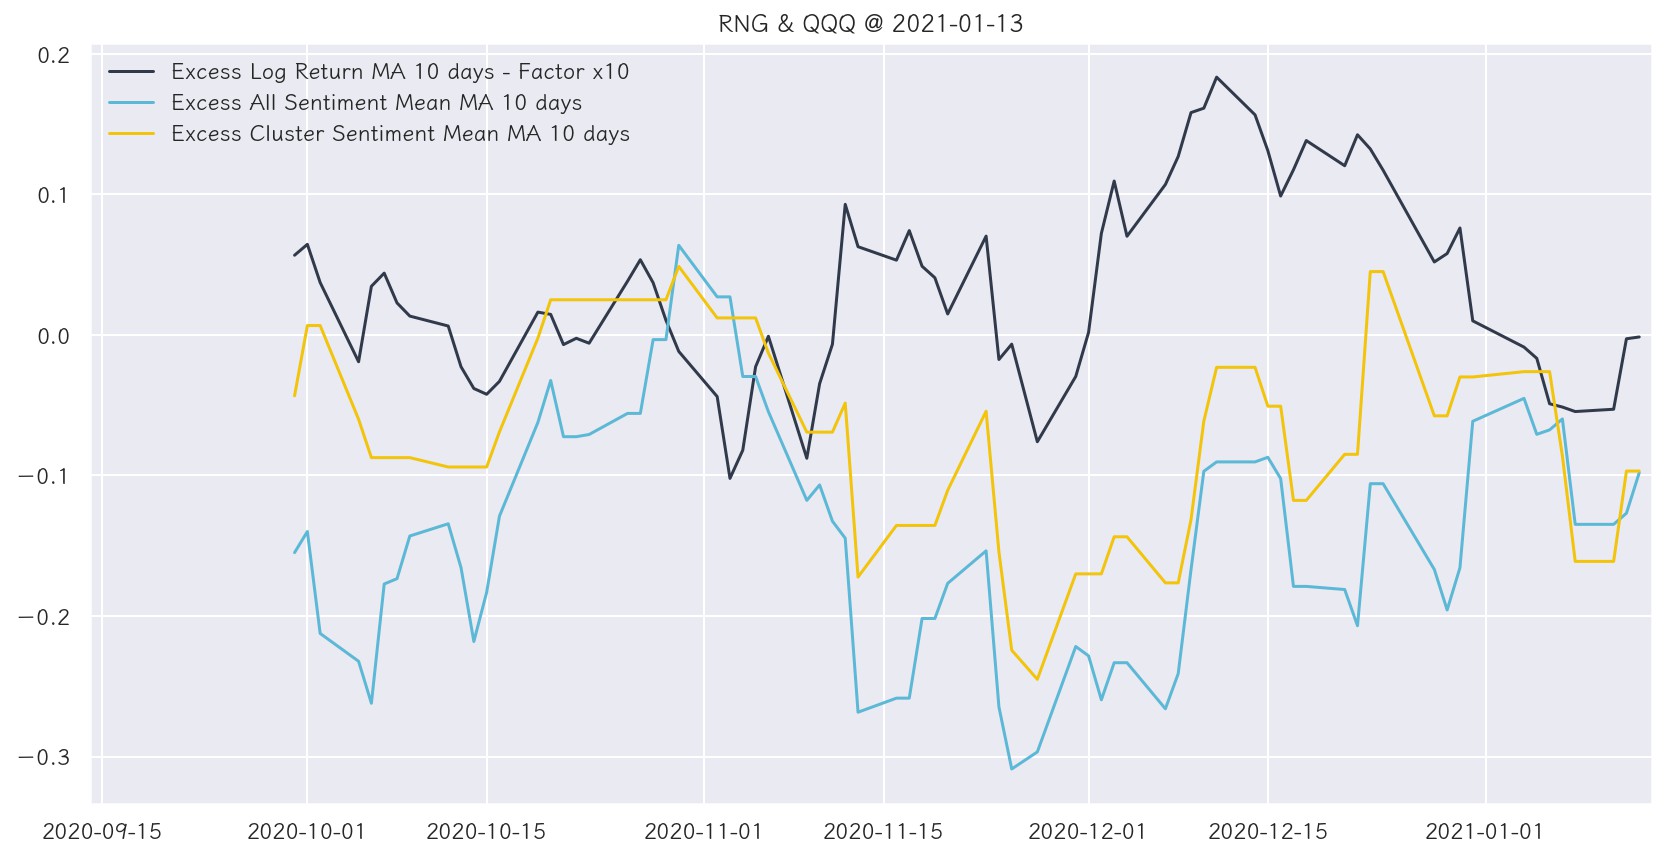 RNG & QQQ @ 2021-01-13
Excess Log Return MA 10 days - Factor x10
Excess All Sentiment Mean MA 10 days
Excess Cluster Sentiment Mean MA 10 days
0.2
0.1
0.0
−0.1
−0.2
−0.3
2020-09-15 2020-10-01 2020-10-15 2020-11-01 2020-11-15 2020-12-01 2020-12-15 2021-01-01